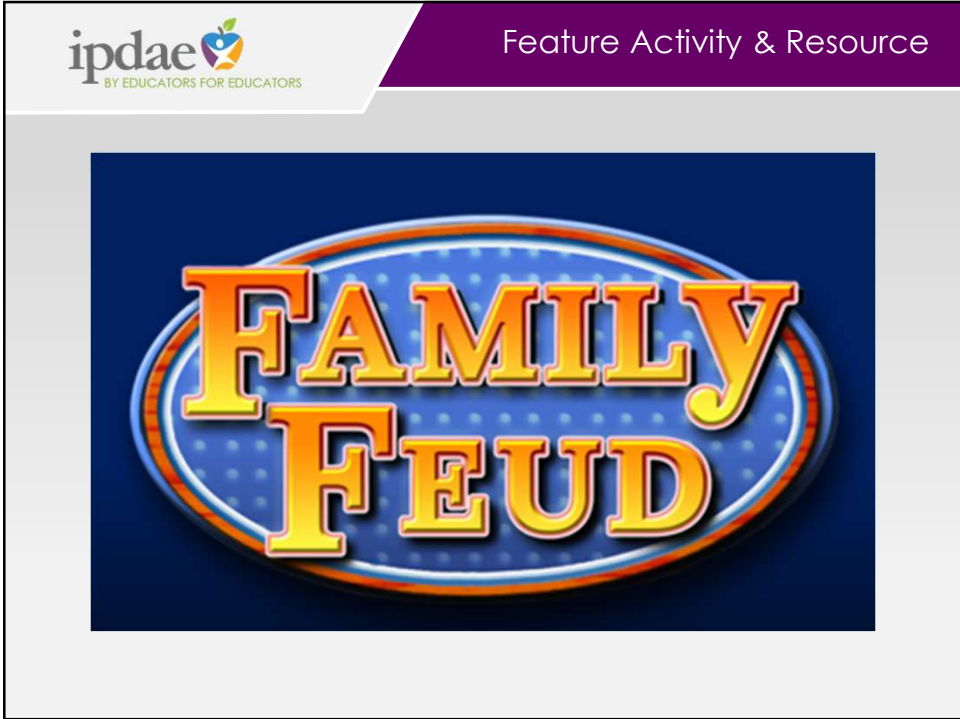 ipdae
BY EDUCATORS FOR EDUCATORS
Feature Activity & Resource
FAMILY
FEUD